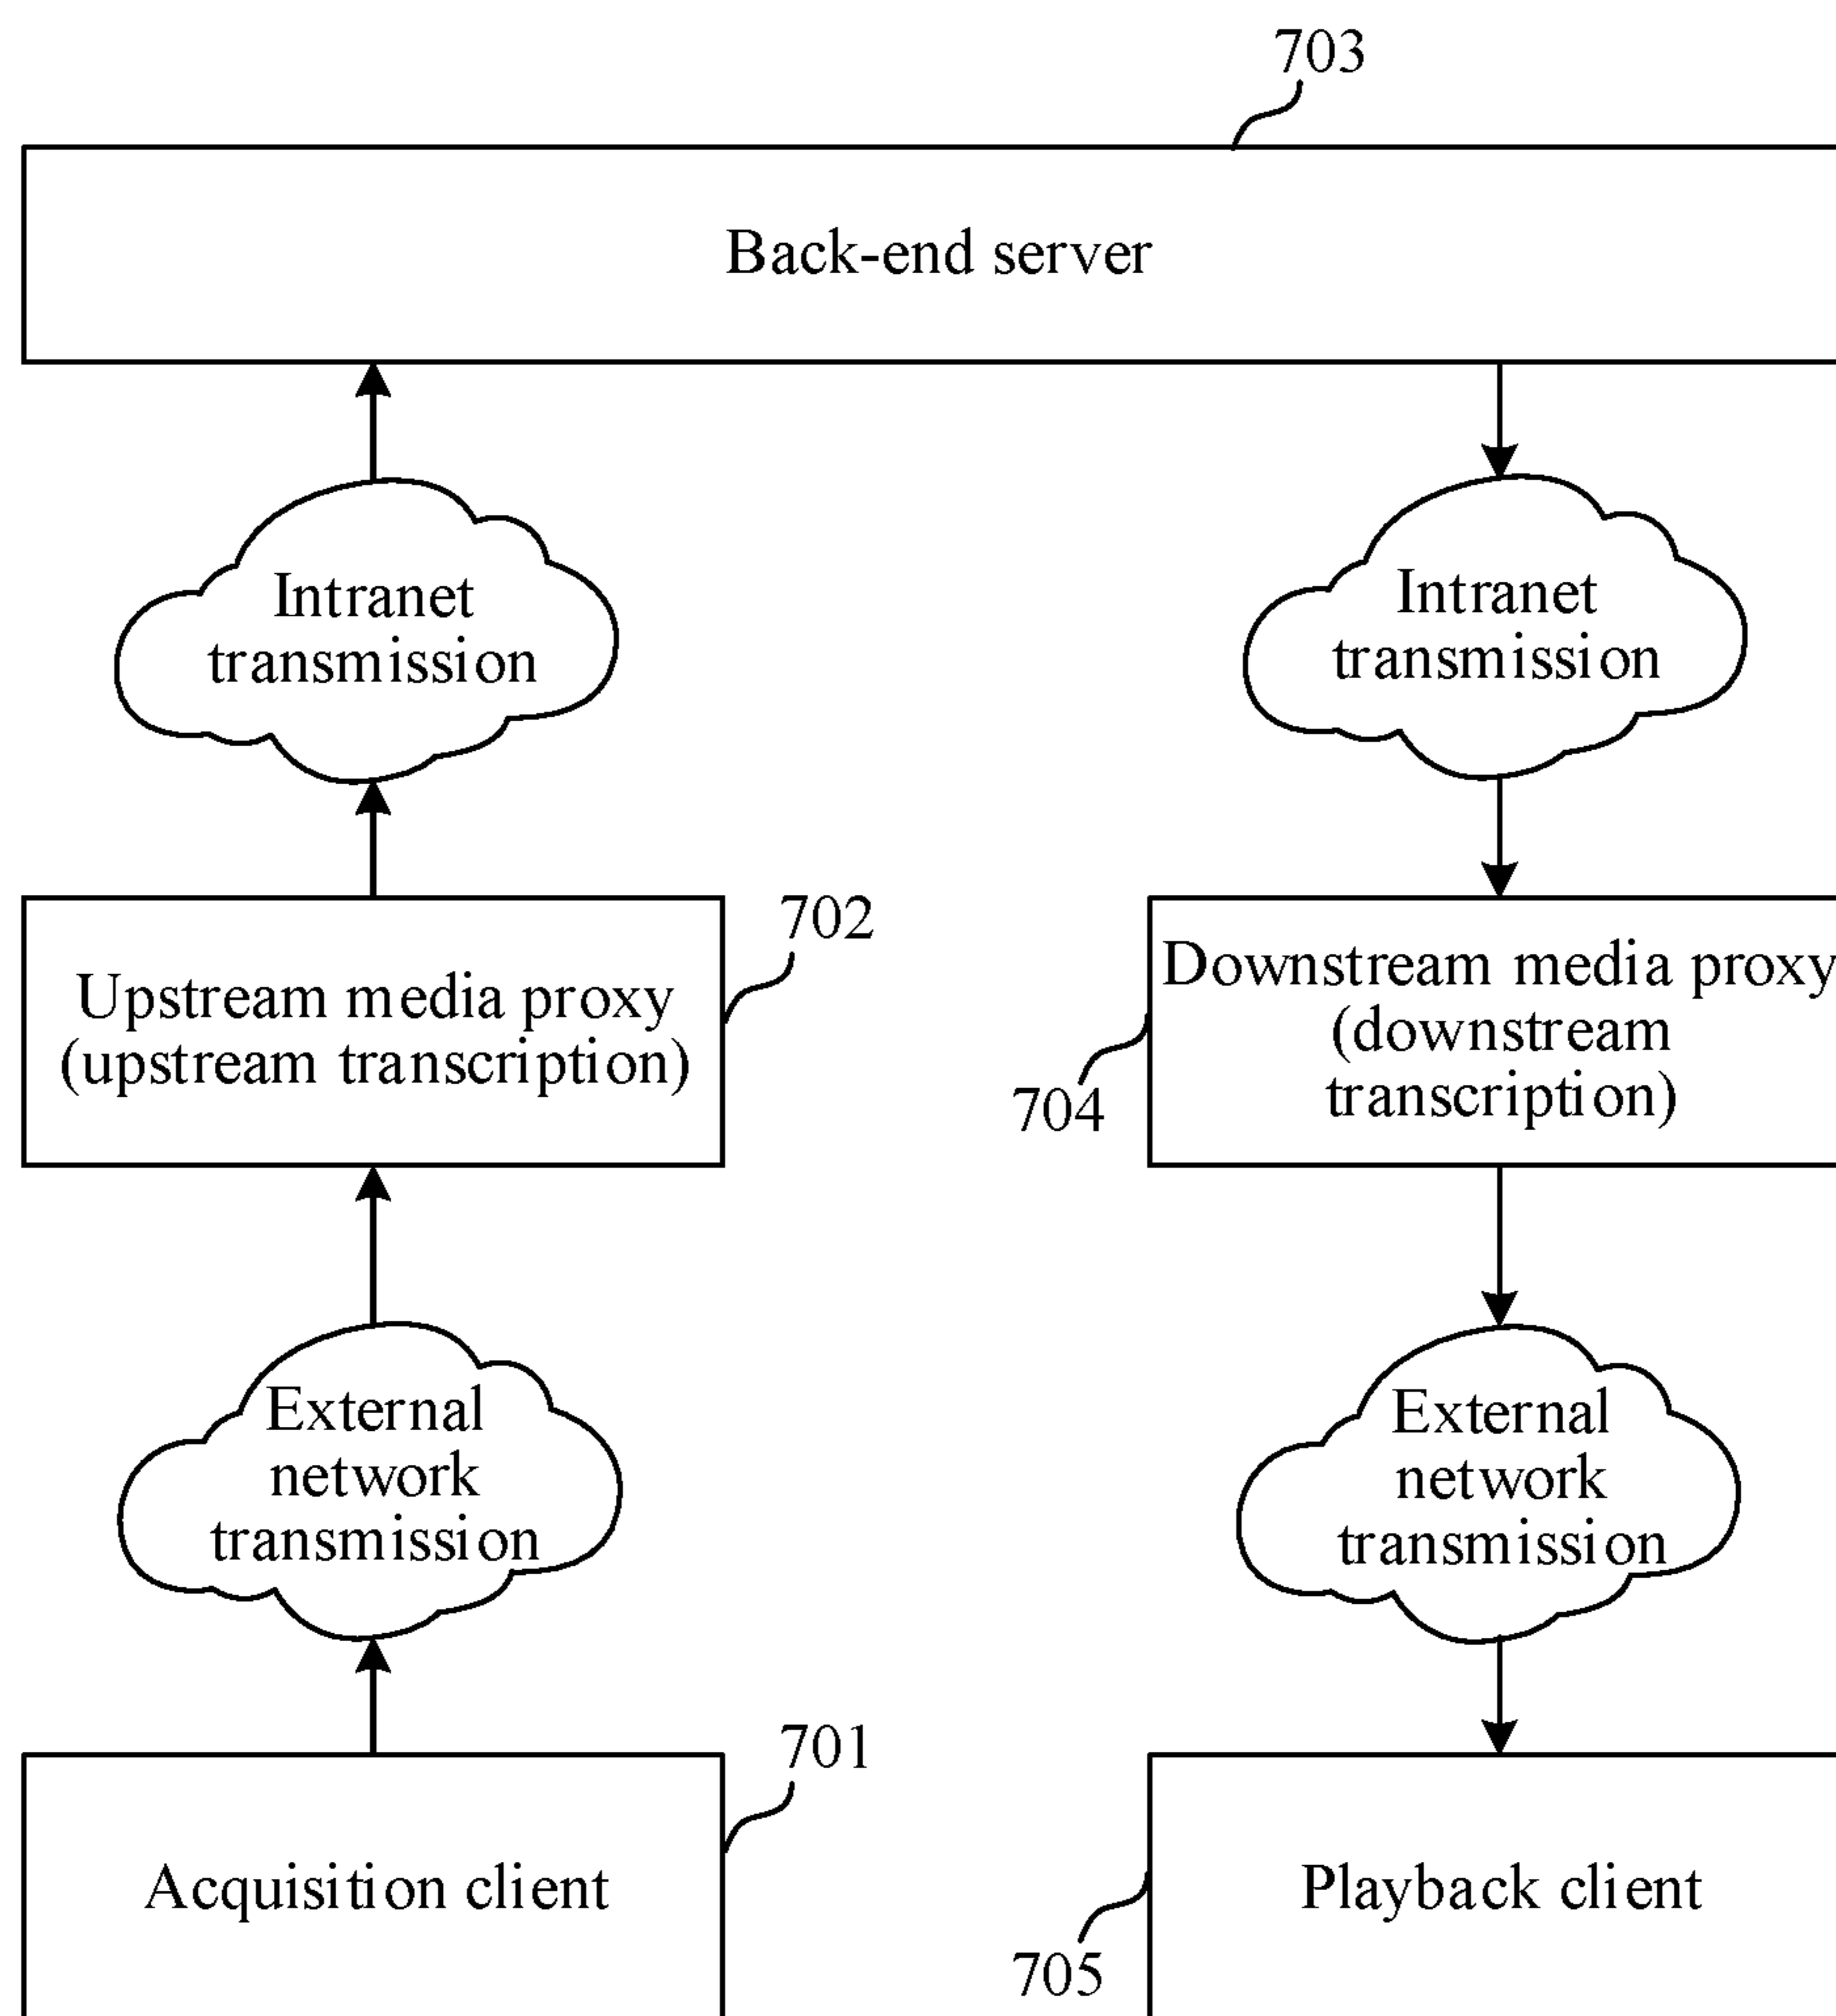 703
Back-end server
Intranet
transmission
Intranet
transmission
702
Upstream media proxy
(upstream transcription)
Downstream media proxy
(downstream
transcription)
704
External
network
transmission
External
network
transmission
701
Acquisition client
Playback client
705